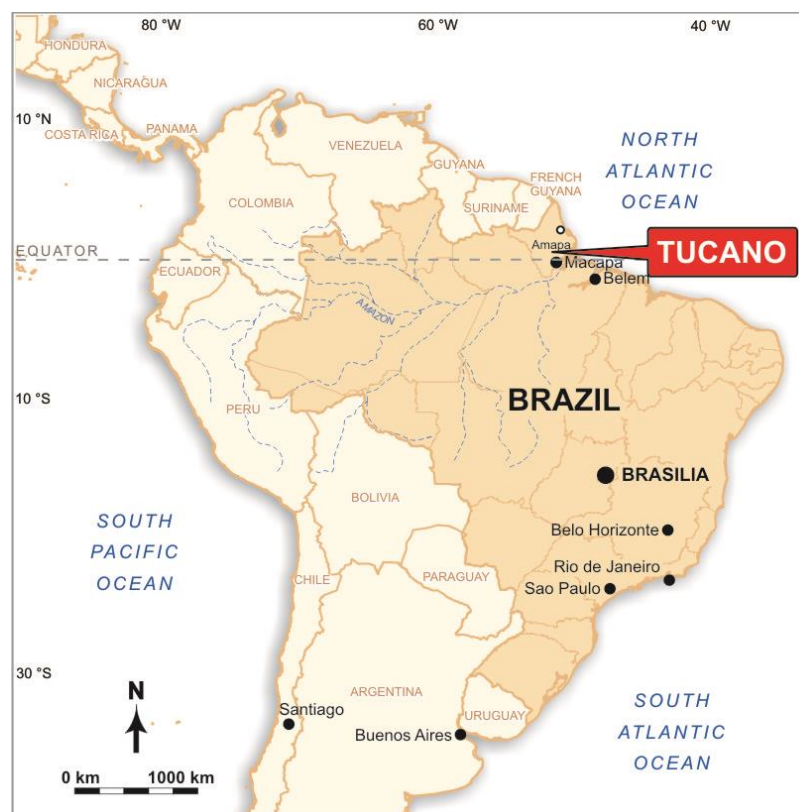 80 °W
60 °W
40 °W
HONDURA
NICARAGUA
10 °N
COSTA RICA
PANAMA
VENEZUELA
NORTH
ATLANTIC
OCEAN
GUYANA
FRENCH
GUYANA
SURINAME
COLOMBIA
Amapa
TUCANO
EQUATOR
Macapa
ECUADOR
Belem
AMAZON
10 °S
BRAZIL
PERU
BRASILIA
BOLIVIA
SOUTH
PACIFIC
OCEAN
Belo Horizonte
Rio de Janeiro
CHILE
PARAGUAY
Sao Paulo
30 °S
N
ARGENTINA
SOUTH
ATLANTIC
OCEAN
Santiago
URUGUAY
Buenos Aires
0 km
1000 km